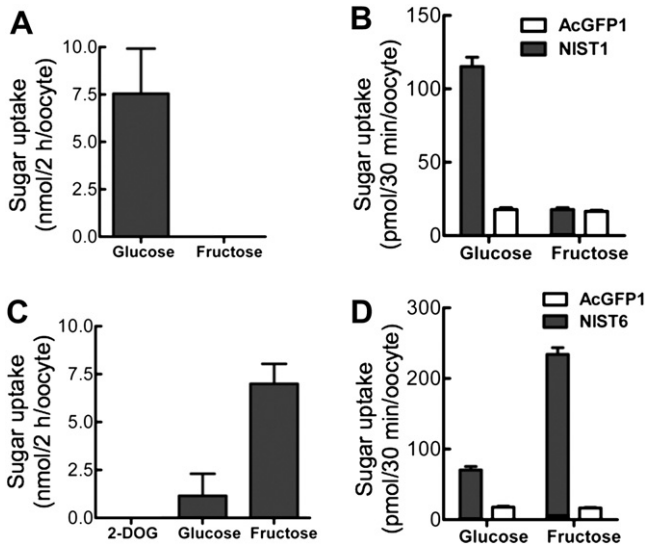 A
Sugar uptake
(nmol/2 h/oocyte)
10.0
7.5
5.0
2.5
0.0
Glucose Fructose
B
AcGFP1
NIST1
Sugar uptake
(pmol/30 min/oocyte)
150
100
50
0
Glucose Fructose
C
Sugar uptake
(nmol/2 h/oocyte)
10.0
7.5
5.0
2.5
0.0
2-DOG Glucose Fructose
D
AcGFP1
NIST6
Sugar uptake
(pmol/30 min/oocyte)
300
200
100
0
Glucose Fructose